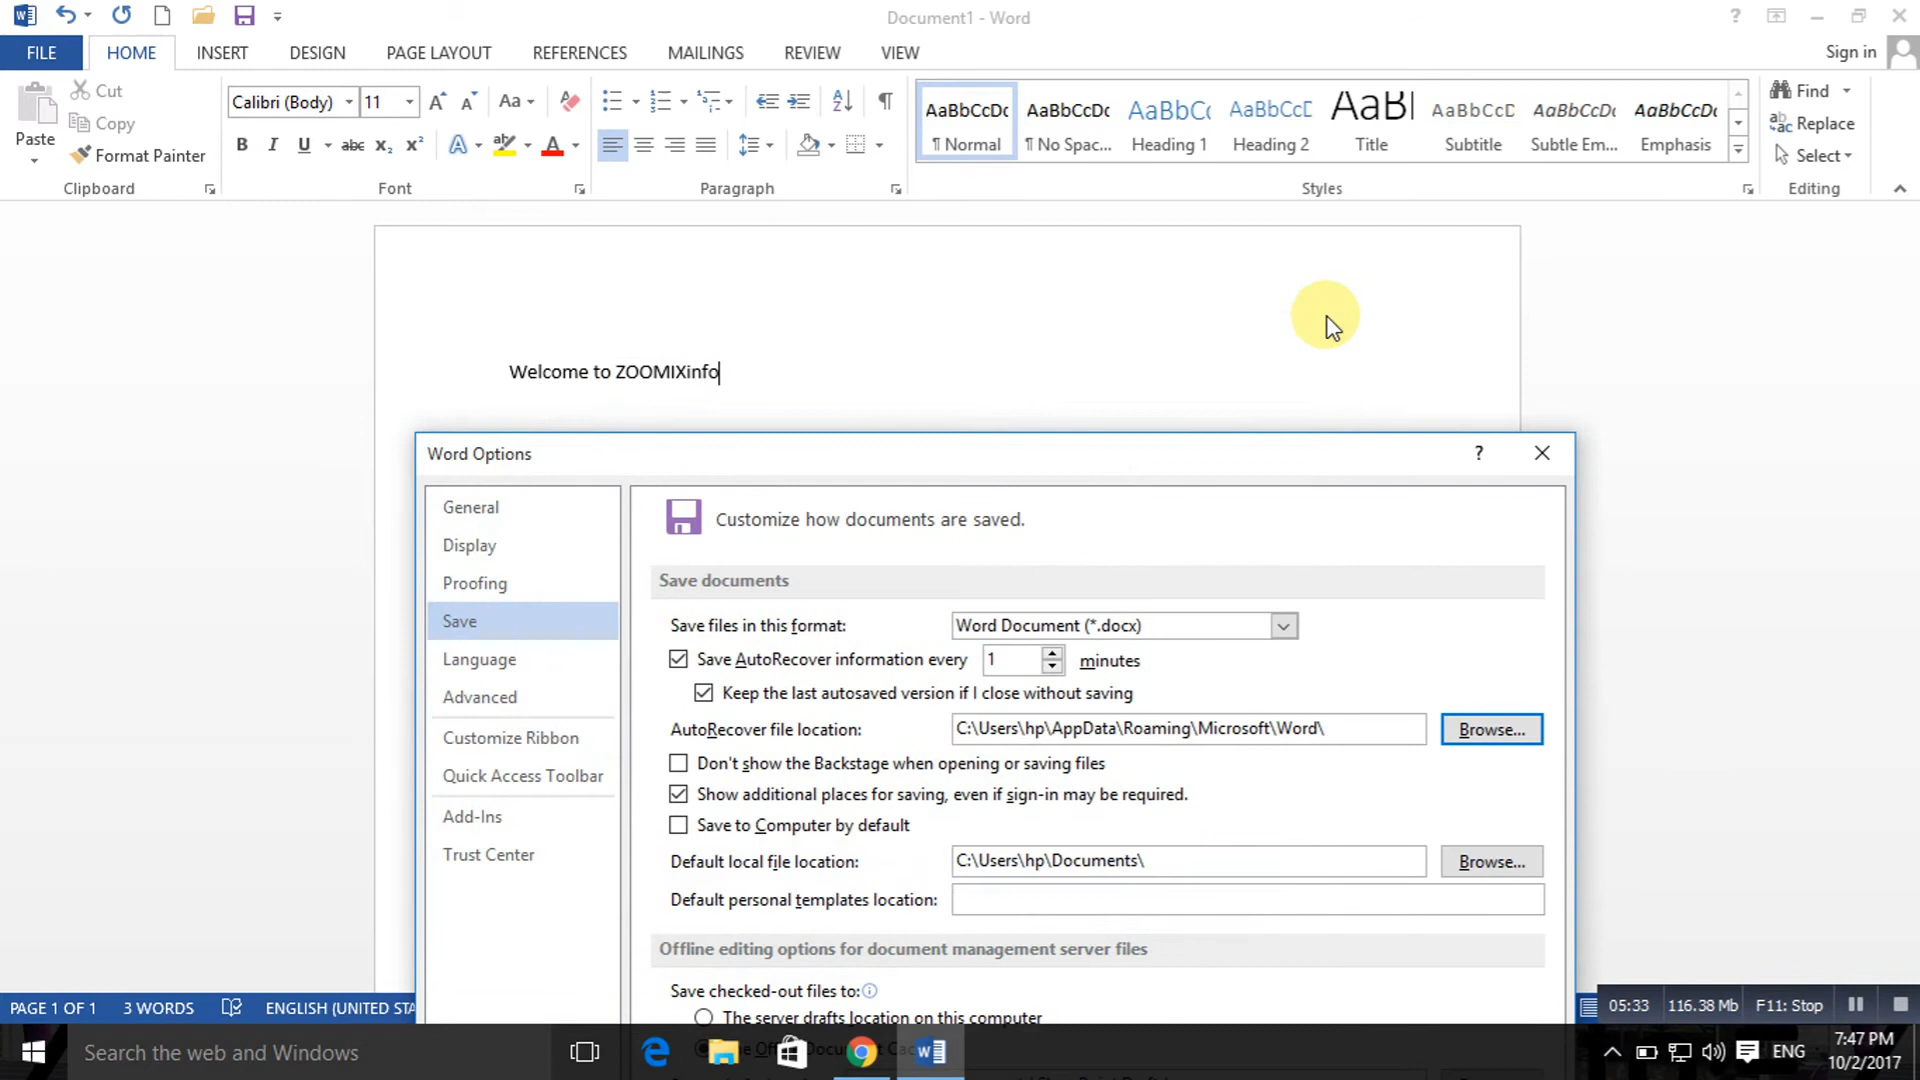 Document1 - Word
FILE HOME INSERT DESIGN PAGE LAYOUT REFERENCES MAILINGS REVIEW VIEW Sign in
Calibri (Body) 11 Aa
Cut
Copy
Format Painter
Paste
B I U abc X₂ X² A A
AaBbCcDc AaBbCcDc AaBbC( AaBbCcD AaB AaBbCcD AaBbCcDc AaBbCcDc
¶ Normal ¶ No Spac... Heading 1 Heading 2 Title Subtitle Subtle Em... Emphasis
Find
Replace
Select
Clipboard Font Paragraph Styles Editing
Welcome to ZOOMIXinfo
Word Options
General
Display
Proofing
Save
Language
Advanced
Customize Ribbon
Quick Access Toolbar
Add-Ins
Trust Center
Customize how documents are saved.
Save documents
Save files in this format: Word Document (*.docx)
Save AutoRecover information every 1 minutes
Keep the last autosaved version if I close without saving
AutoRecover file location: C:\Users\hp\AppData\Roaming\Microsoft\Word\ Browse...
Don't show the Backstage when opening or saving files
Show additional places for saving, even if sign-in may be required.
Save to Computer by default
Default local file location: C:\Users\hp\Documents\ Browse...
Default personal templates location:
Offline editing options for document management server files
Save checked-out files to:
The server drafts location on this computer
PAGE 1 OF 1 3 WORDS ENGLISH (UNITED STA
05:33 116.38 Mb F11: Stop
Search the web and Windows
ENG
7:47 PM
10/2/2017